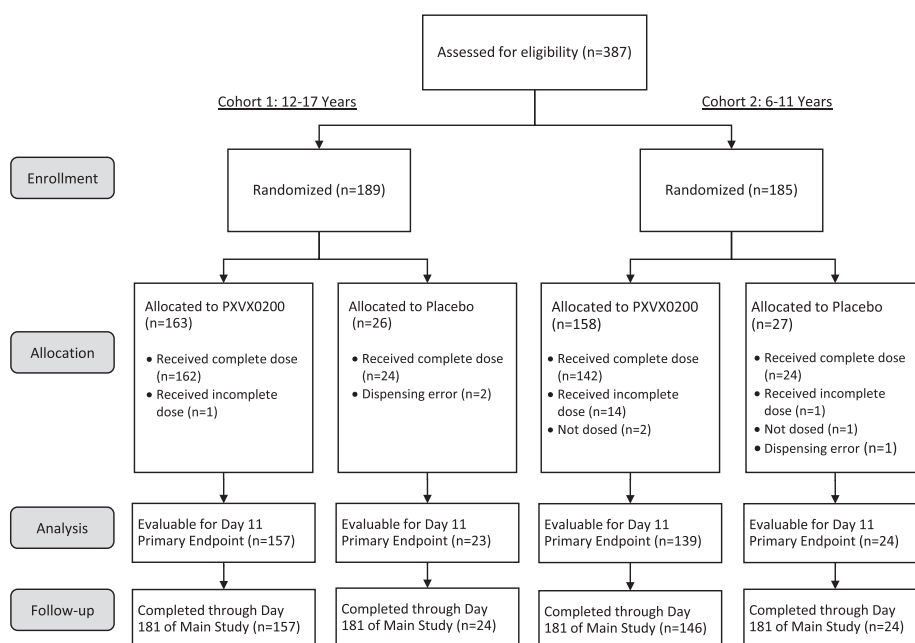 Assessed for eligibility (n=387)
Cohort 1: 12-17 Years
Cohort 2: 6-11 Years
Enrollment
Randomized (n=189)
Randomized (n=185)
Allocation
Allocated to PXVX0200
(n=163)
• Received complete dose
(n=162)
• Received incomplete
dose (n=1)
Allocated to Placebo
(n=26)
• Received complete dose
(n=24)
• Dispensing error (n=2)
Allocated to PXVX0200
(n=158)
• Received complete dose
(n=142)
• Received incomplete
dose (n=14)
• Not dosed (n=2)
Allocated to Placebo
(n=27)
• Received complete dose
(n=24)
• Received incomplete
dose (n=1)
• Not dosed (n=1)
• Dispensing error (n=1)
Analysis
Evaluable for Day 11
Primary Endpoint (n=157)
Evaluable for Day 11
Primary Endpoint (n=23)
Evaluable for Day 11
Primary Endpoint (n=139)
Evaluable for Day 11
Primary Endpoint (n=24)
Follow-up
Completed through Day
181 of Main Study (n=157)
Completed through Day
181 of Main Study (n=24)
Completed through Day
181 of Main Study (n=146)
Completed through Day
181 of Main Study (n=24)